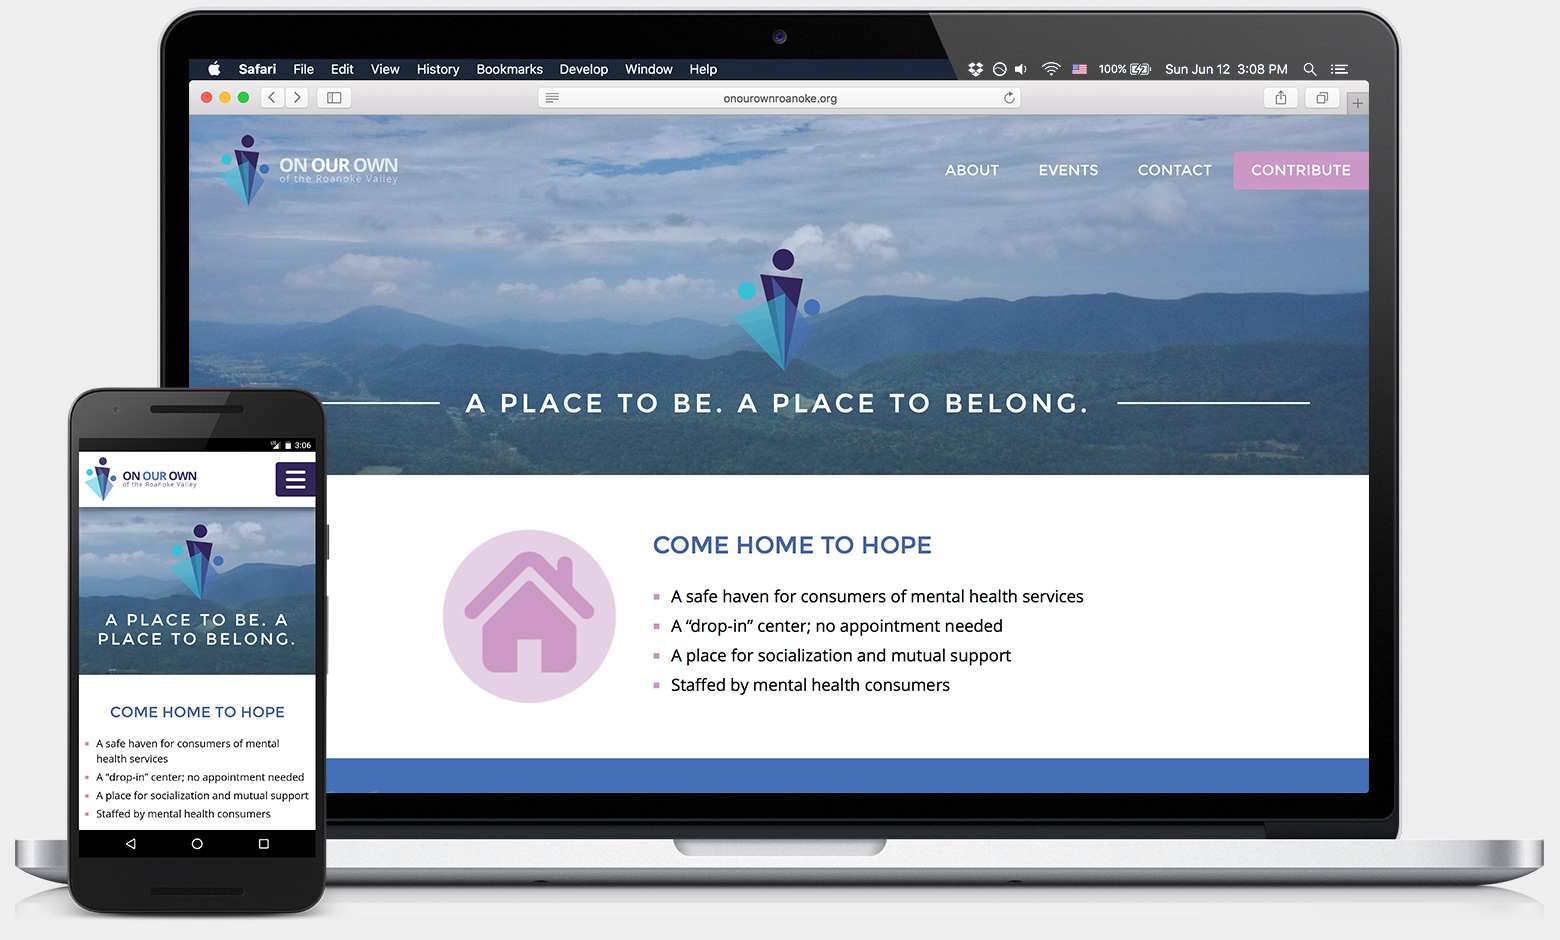 Safari File Edit View History Bookmarks Develop Window Help 100% Sun Jun 12 3:08 PM
onourownroanoke.org
ON OUR OWN
of the Roanoke Valley
ABOUT EVENTS CONTACT CONTRIBUTE
A PLACE TO BE. A PLACE TO BELONG.
COME HOME TO HOPE
A safe haven for consumers of mental health services
A “drop-in” center; no appointment needed
A place for socialization and mutual support
Staffed by mental health consumers
3:06
ON OUR OWN
of the Roanoke Valley
A PLACE TO BE. A
PLACE TO BELONG.
COME HOME TO HOPE
A safe haven for consumers of mental
health services
A “drop-in” center; no appointment needed
A place for socialization and mutual support
Staffed by mental health consumers